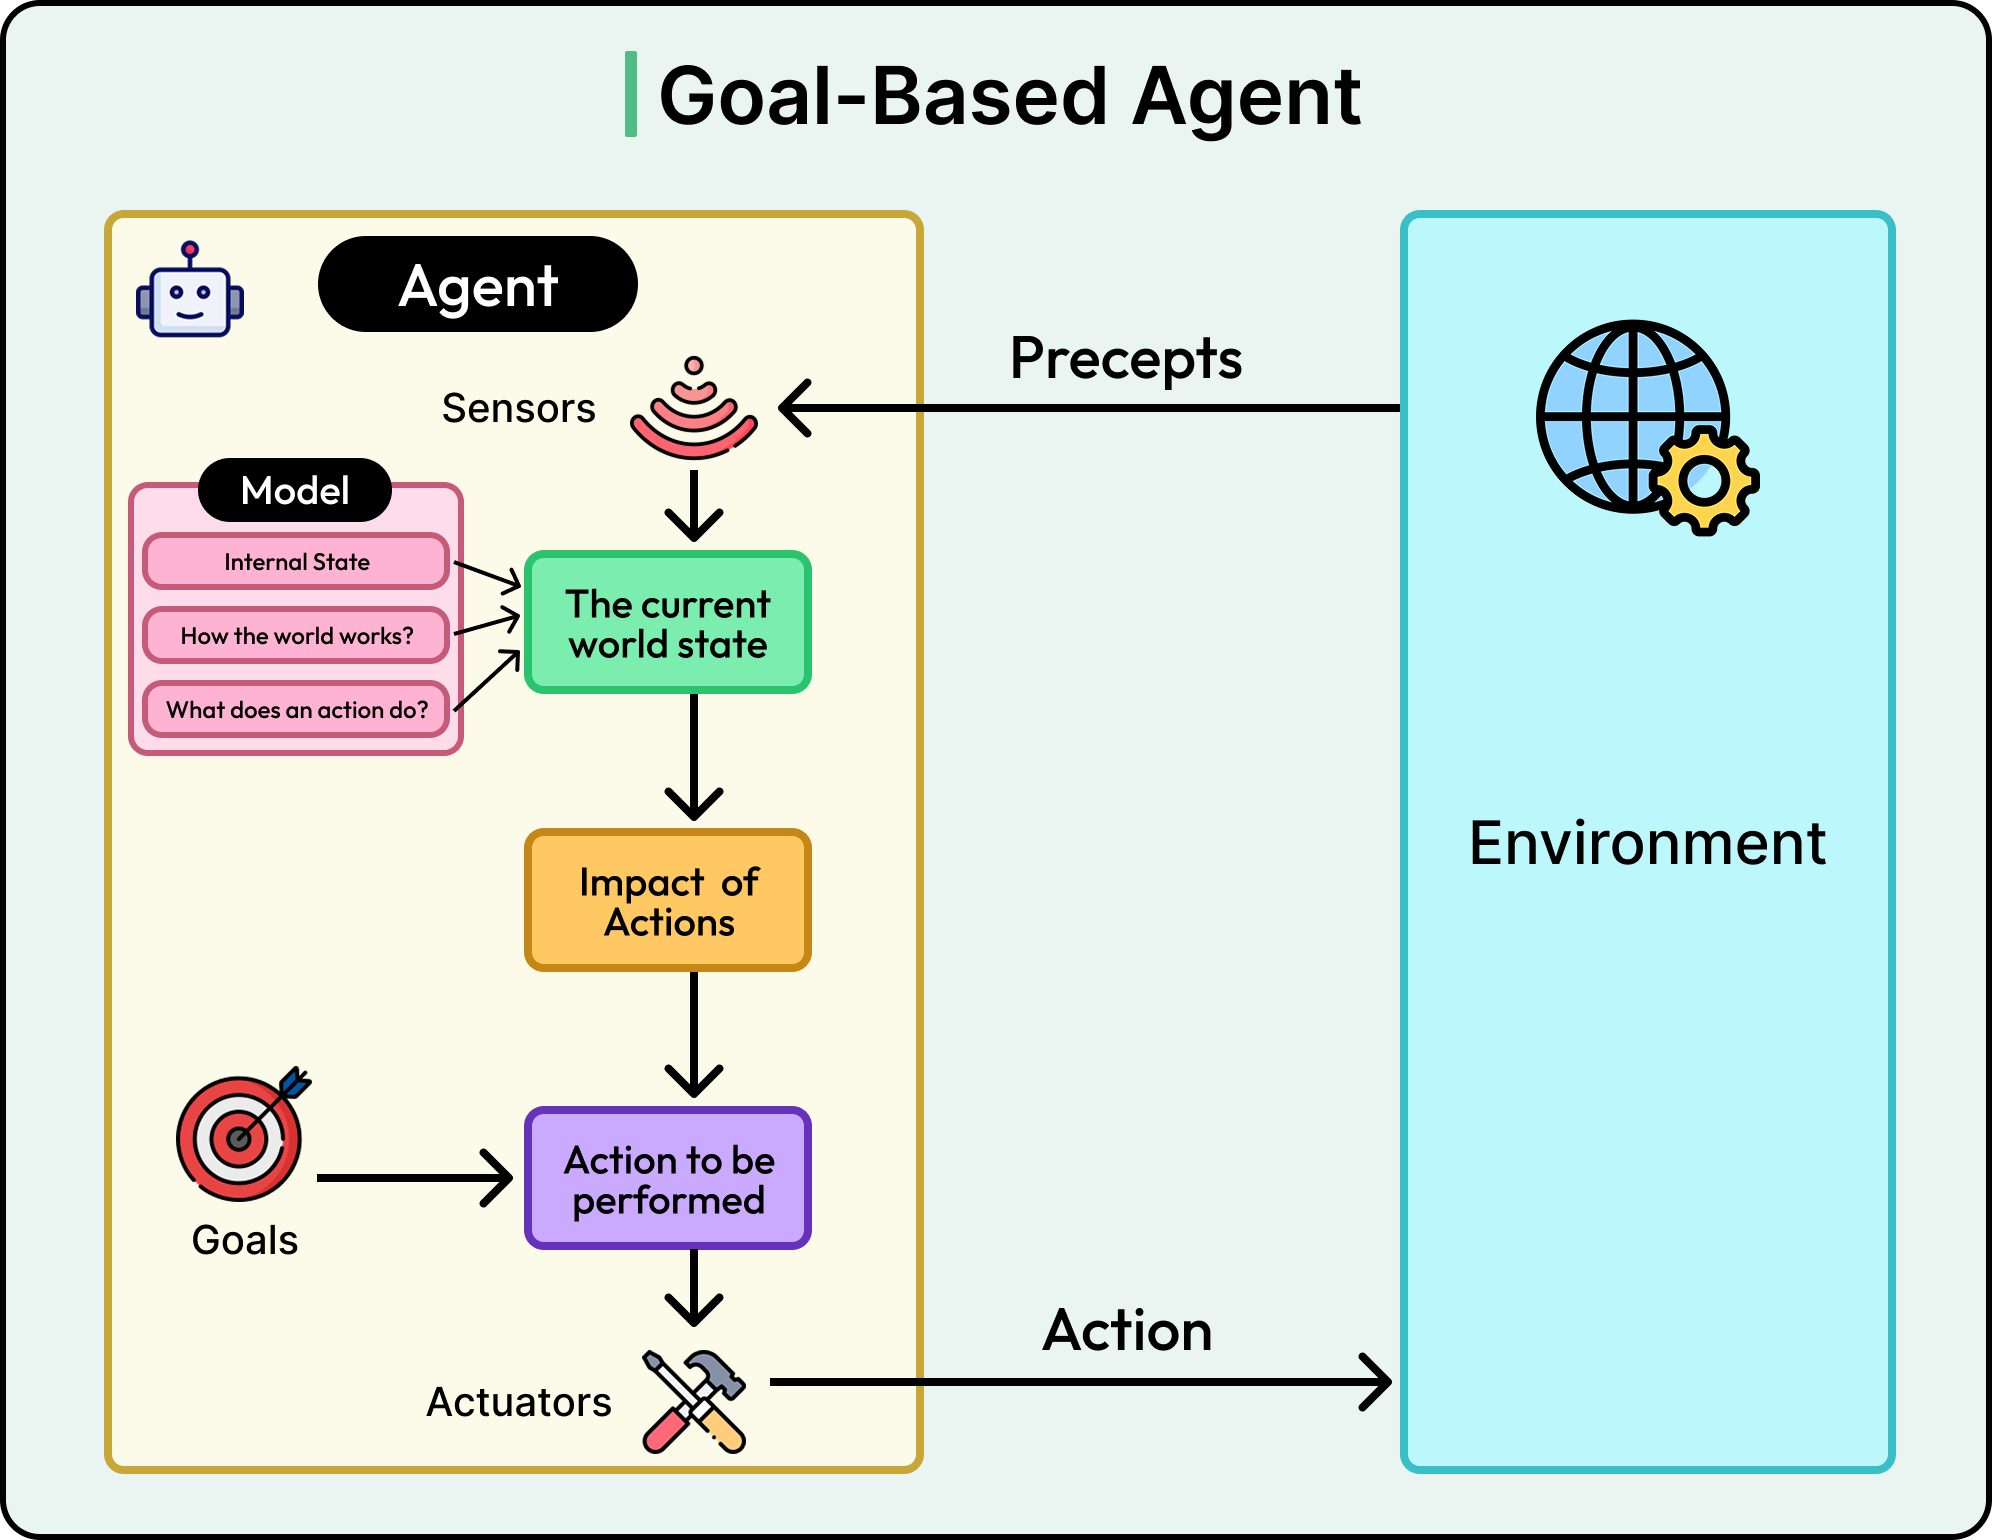 Goal-Based Agent
Agent
Precepts
Sensors
Model
Internal State
How the world works?
What does an action do?
The current
world state
Environment
Impact of
Actions
Action to be
performed
Goals
Action
Actuators